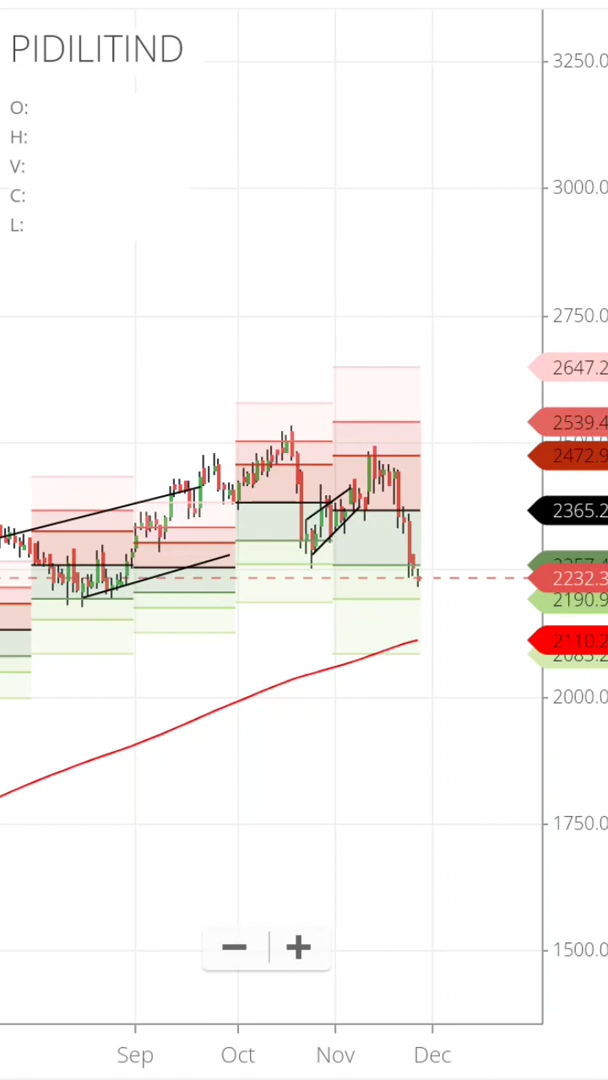 PIDILITIND
O:
H:
V:
C:
L:
3250.0
3000.0
2750.0
2647.2
2539.4
2472.9
2365.2
2232.3
2190.9
2110.2
2000.0
1750.0
1500.0
Sep Oct Nov Dec